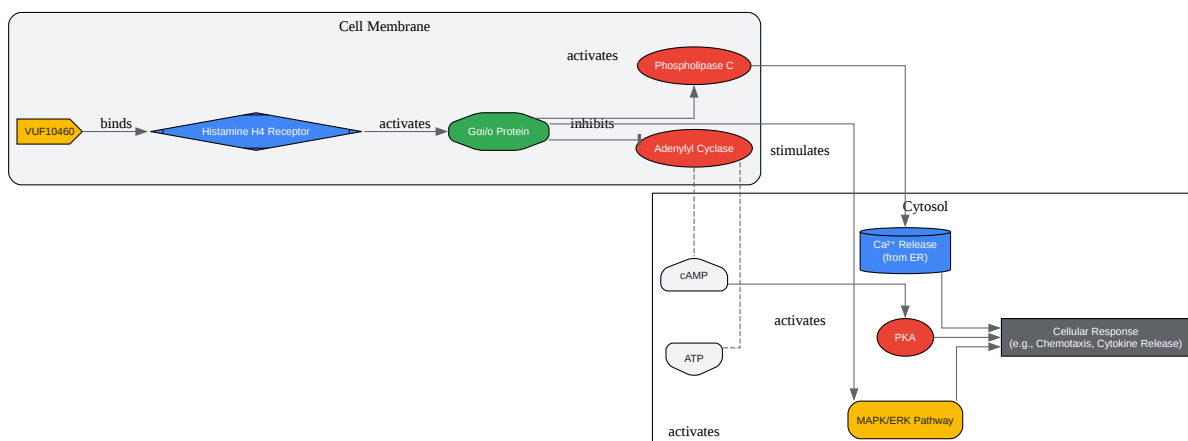 Cell Membrane
activates
Phospholipase C
VUF10460
binds
Histamine H4 Receptor
activates
Gαi/o Protein
inhibits
Adenylyl Cyclase
stimulates
Cytosol
Ca²⁺ Release
(from ER)
cAMP
activates
PKA
Cellular Response
(e.g., Chemotaxis, Cytokine Release)
ATP
MAPK/ERK Pathway
activates